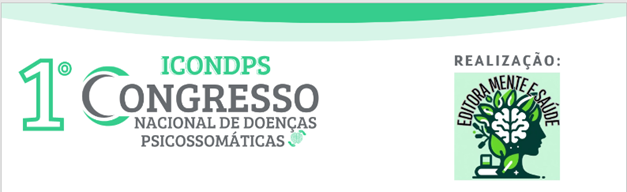 1º
ICONDPS
CONGRESSO
NACIONAL DE DOENÇAS
PSICOSSOMÁTICAS
REALIZAÇÃO:
EDITORA MENTE E SAÚDE